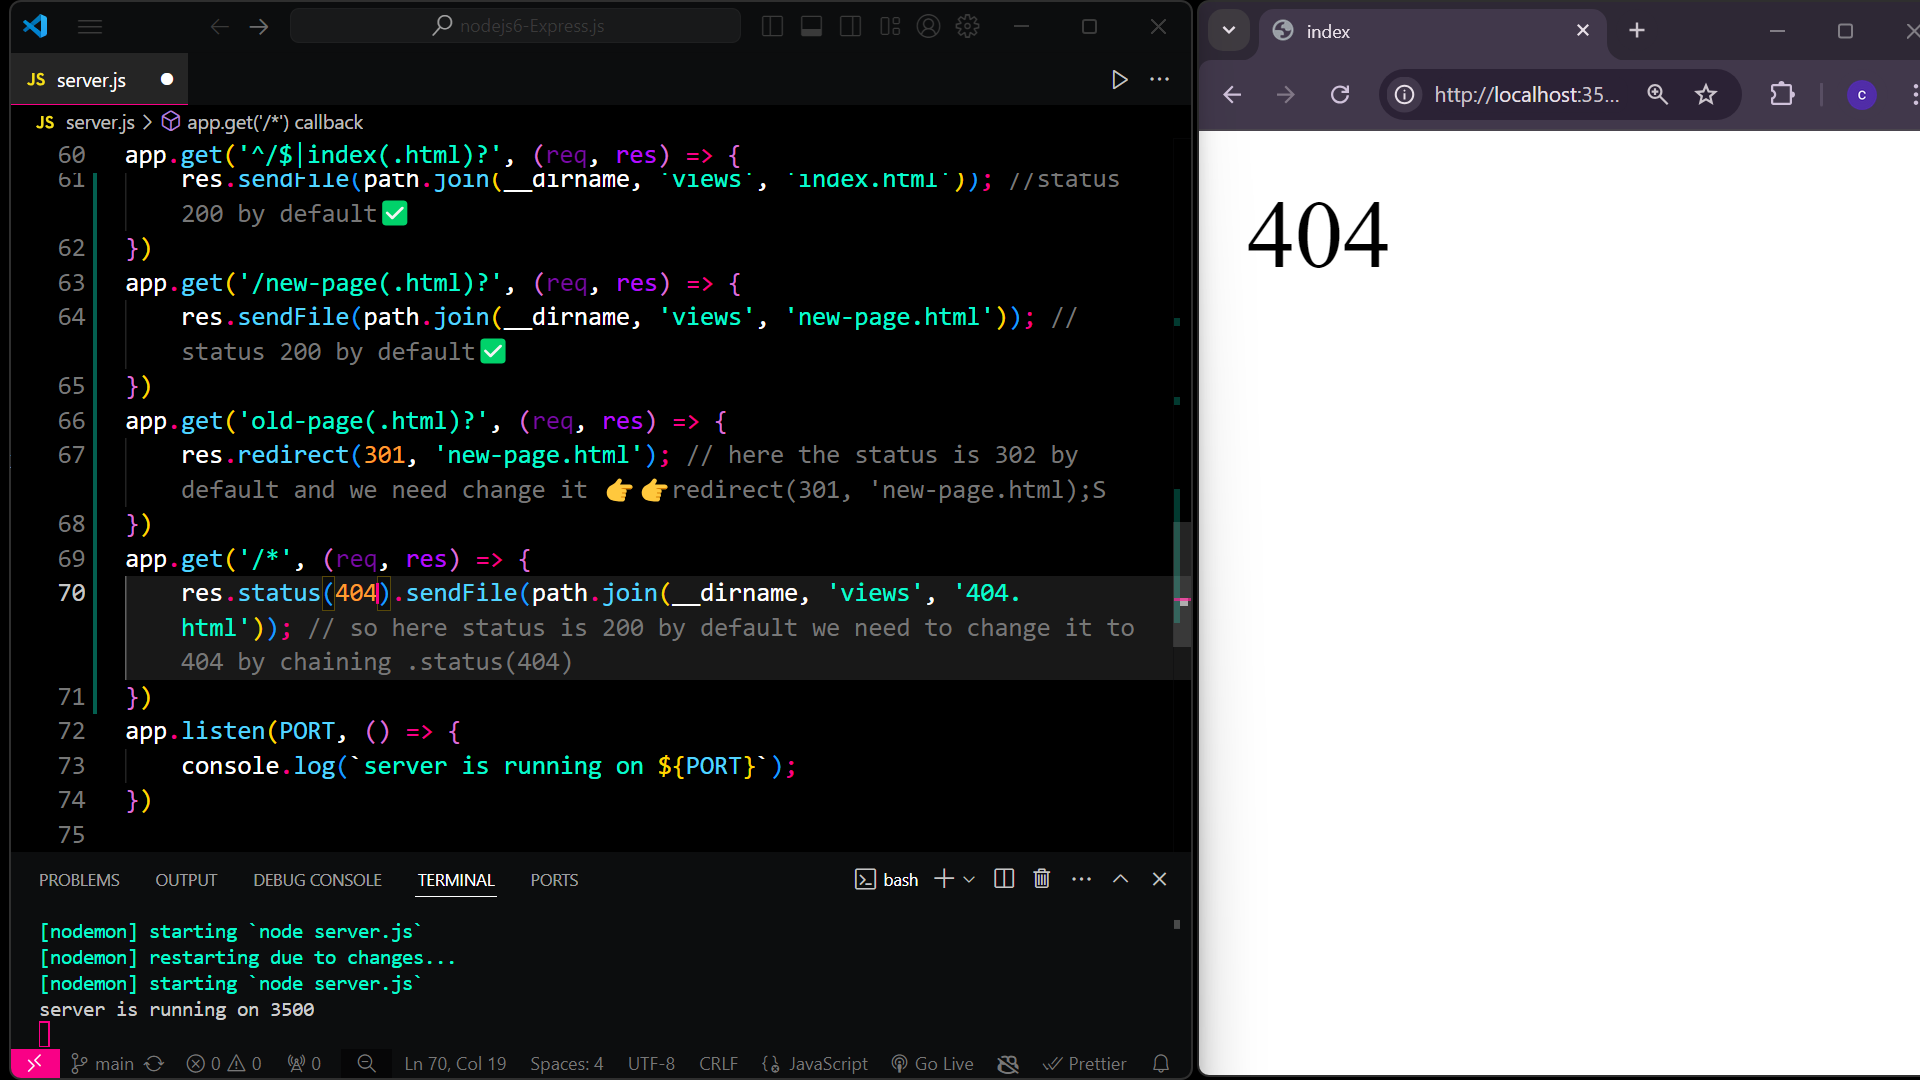 nodejs6-Express.js
JS server.js
JS server.js > app.get('/*') callback
60 app.get('^/$|index(.html)?', (req, res) => {
61 res.sendFile(path.join(__dirname, 'views', 'index.html')); //status
200 by default✅
62 })
63 app.get('/new-page(.html)?', (req, res) => {
64 res.sendFile(path.join(__dirname, 'views', 'new-page.html')); //
status 200 by default✅
65 })
66 app.get('old-page(.html)?', (req, res) => {
67 res.redirect(301, 'new-page.html'); // here the status is 302 by
default and we need change it 👉👉redirect(301, 'new-page.html);S
68 })
69 app.get('/*', (req, res) => {
70 res.status(404).sendFile(path.join(__dirname, 'views', '404.
html')); // so here status is 200 by default we need to change it to
404 by chaining .status(404)
71 })
72 app.listen(PORT, () => {
73 console.log(`server is running on ${PORT}`);
74 })
75
PROBLEMS OUTPUT DEBUG CONSOLE TERMINAL PORTS bash
[nodemon] starting `node server.js`
[nodemon] restarting due to changes...
[nodemon] starting `node server.js`
server is running on 3500
main 0 0 0 Ln 70, Col 19 Spaces: 4 UTF-8 CRLF {} JavaScript Go Live Prettier
index
http://localhost:35... c
404